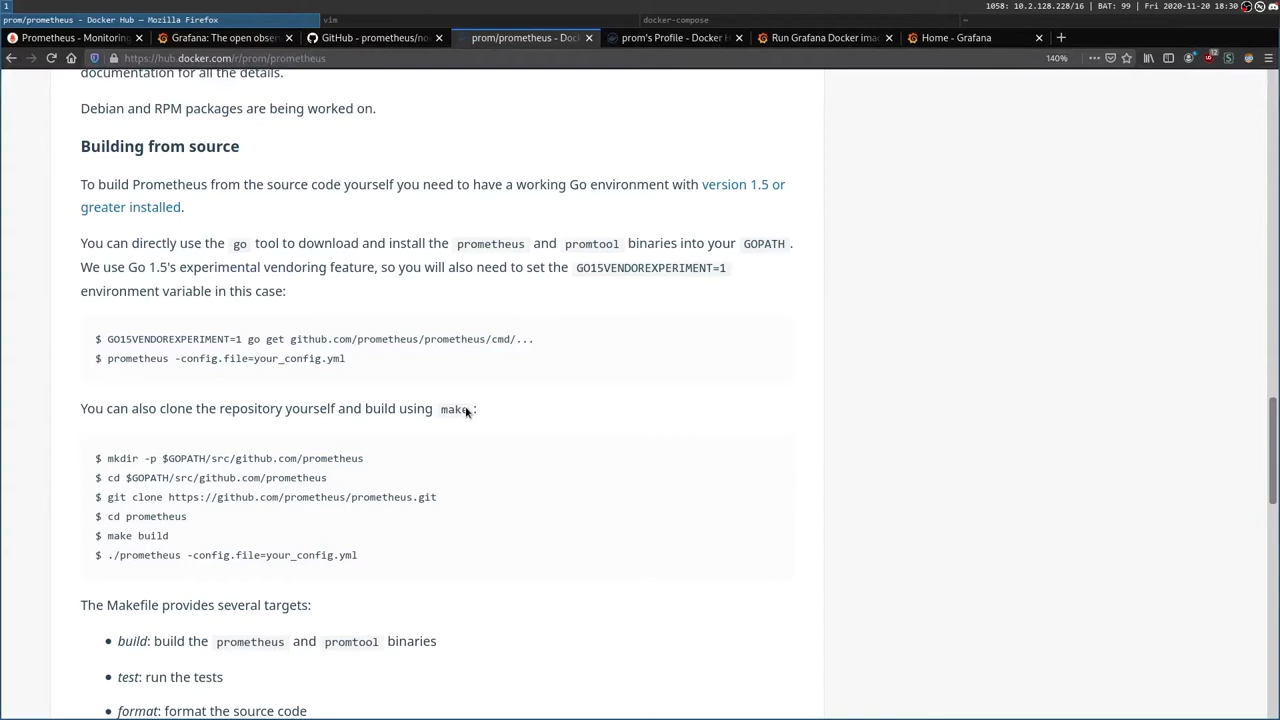 1
1058: 10.2.128.228/16 | BAT: 99 | Fri 2020-11-20 18:30
prom/prometheus - Docker Hub — Mozilla Firefox
vim
docker-compose
Prometheus - Monitoring
Grafana: The open obser
GitHub - prometheus/no
prom/prometheus - Dock
prom's Profile - Docker H
Run Grafana Docker imag
Home - Grafana
https://hub.docker.com/r/prom/prometheus
140%
12
documentation for all the details.
Debian and RPM packages are being worked on.
Building from source
To build Prometheus from the source code yourself you need to have a working Go environment with version 1.5 or
greater installed.
You can directly use the go tool to download and install the prometheus and promtool binaries into your GOPATH .
We use Go 1.5's experimental vendoring feature, so you will also need to set the GO15VENDOREXPERIMENT=1
environment variable in this case:
$ GO15VENDOREXPERIMENT=1 go get github.com/prometheus/prometheus/cmd/...
$ prometheus -config.file=your_config.yml
You can also clone the repository yourself and build using make :
$ mkdir -p $GOPATH/src/github.com/prometheus
$ cd $GOPATH/src/github.com/prometheus
$ git clone https://github.com/prometheus/prometheus.git
$ cd prometheus
$ make build
$ ./prometheus -config.file=your_config.yml
The Makefile provides several targets:
• build: build the prometheus and promtool binaries
• test: run the tests
• format: format the source code